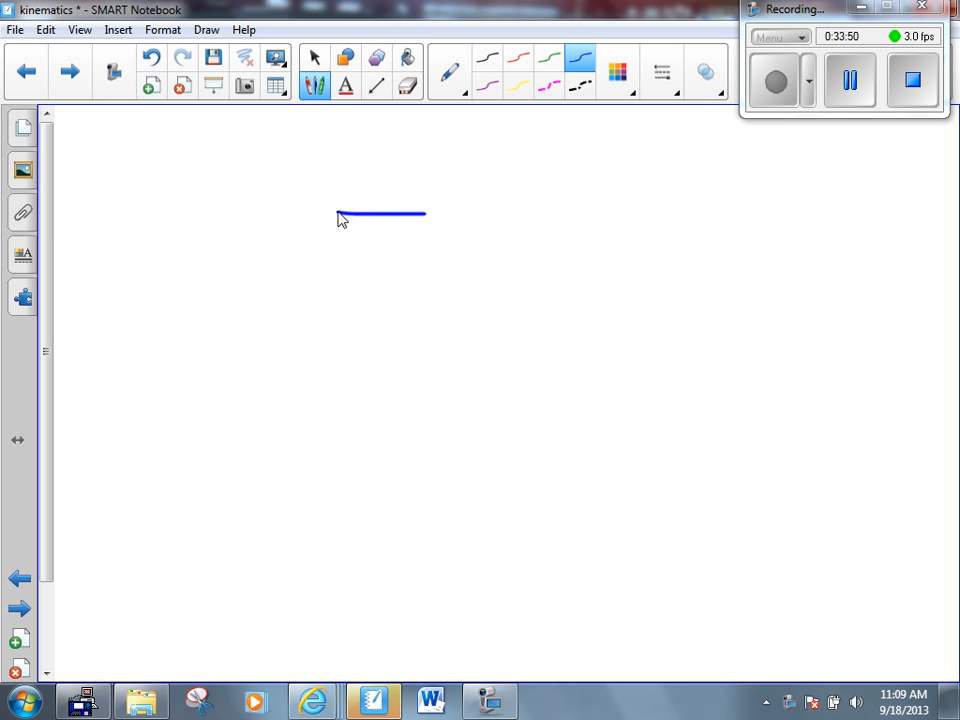 kinematics * - SMART Notebook
File Edit View Insert Format Draw Help
Recording...
Menu
0:33:50
3.0 fps
11:09 AM
9/18/2013